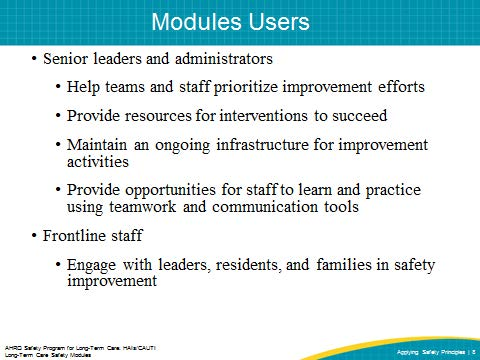 Modules Users
• Senior leaders and administrators
• Help teams and staff prioritize improvement efforts
• Provide resources for interventions to succeed
• Maintain an ongoing infrastructure for improvement
activities
• Provide opportunities for staff to learn and practice
using teamwork and communication tools
• Frontline staff
• Engage with leaders, residents, and families in safety
improvement
AHRQ Safety Program for Long-Term Care: HAIs/CAUTI
Long-Term Care Safety Modules
Applying Safety Principles | 8